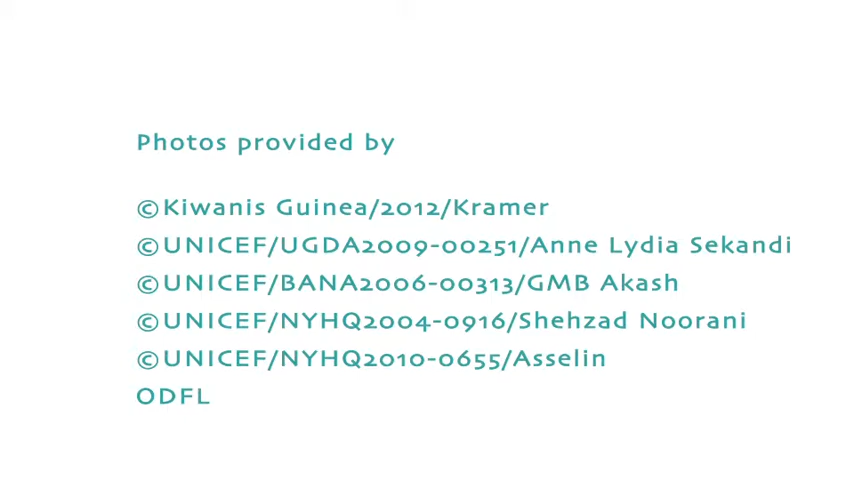 Photos provided by
©Kiwanis Guinea/2012/Kramer
©UNICEF/UGDA2009-00251/Anne Lydia Sekandi
©UNICEF/BANA2006-00313/GMB Akash
©UNICEF/NYHQ2004-0916/Shehzad Noorani
©UNICEF/NYHQ2010-0655/Asselin
ODFL